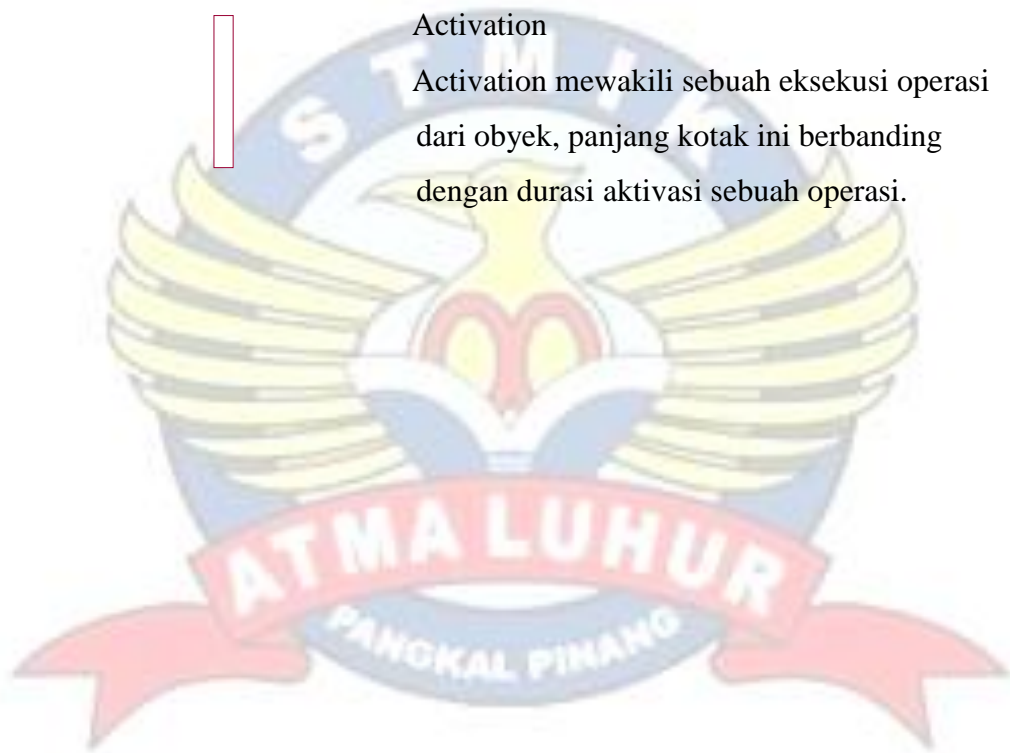 Activation
Activation mewakili sebuah eksekusi operasi
dari obyek, panjang kotak ini berbanding
dengan durasi aktivasi sebuah operasi.
STMIK
ATMA LUHUR
PANGKAL PINANG